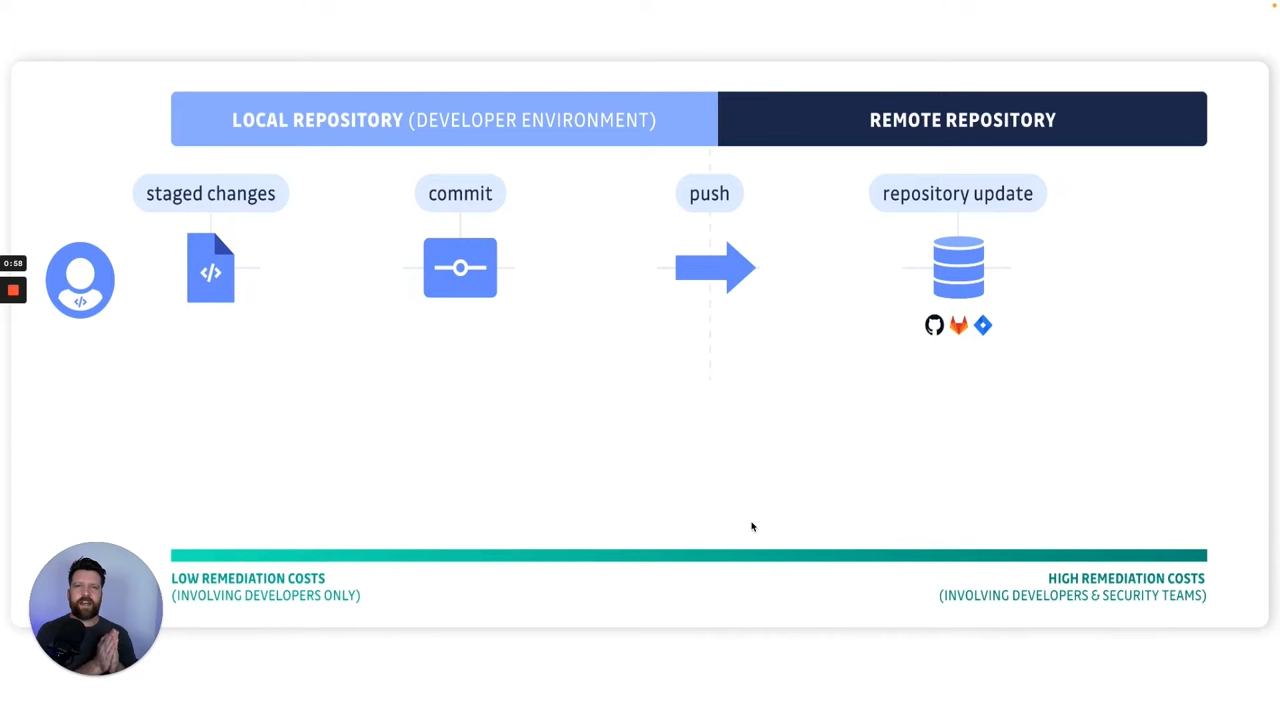 LOCAL REPOSITORY (DEVELOPER ENVIRONMENT)
REMOTE REPOSITORY
staged changes
commit
push
repository update
</>
</>
0:58
LOW REMEDIATION COSTS
(INVOLVING DEVELOPERS ONLY)
HIGH REMEDIATION COSTS
(INVOLVING DEVELOPERS & SECURITY TEAMS)